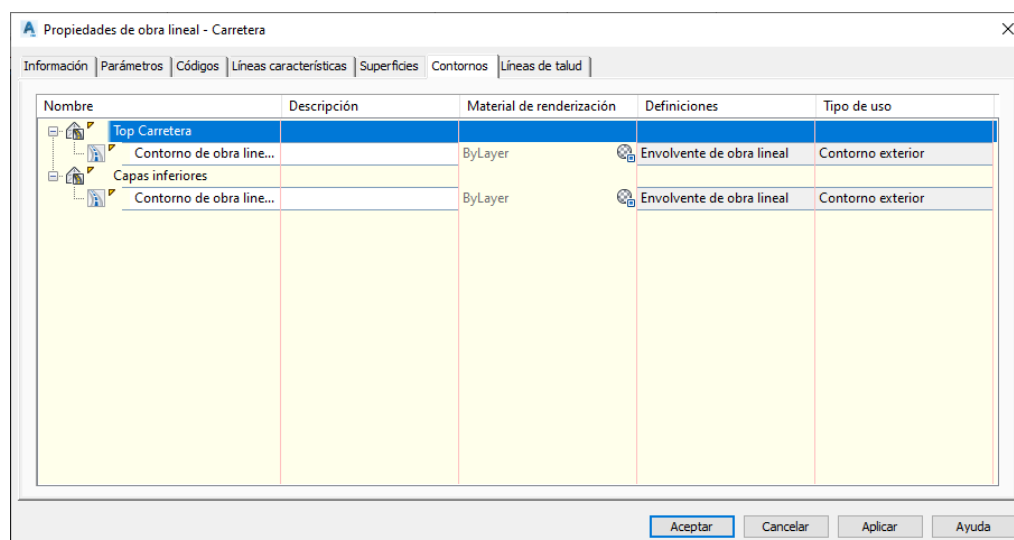 Propiedades de obra lineal - Carretera
Información Parámetros Códigos Líneas características Superficies Contornos Líneas de talud
Nombre Descripción Material de renderización Definiciones Tipo de uso
Top Carretera
Contorno de obra line... ByLayer Envolvente de obra lineal Contorno exterior
Capas inferiores
Contorno de obra line... ByLayer Envolvente de obra lineal Contorno exterior
Aceptar Cancelar Aplicar Ayuda